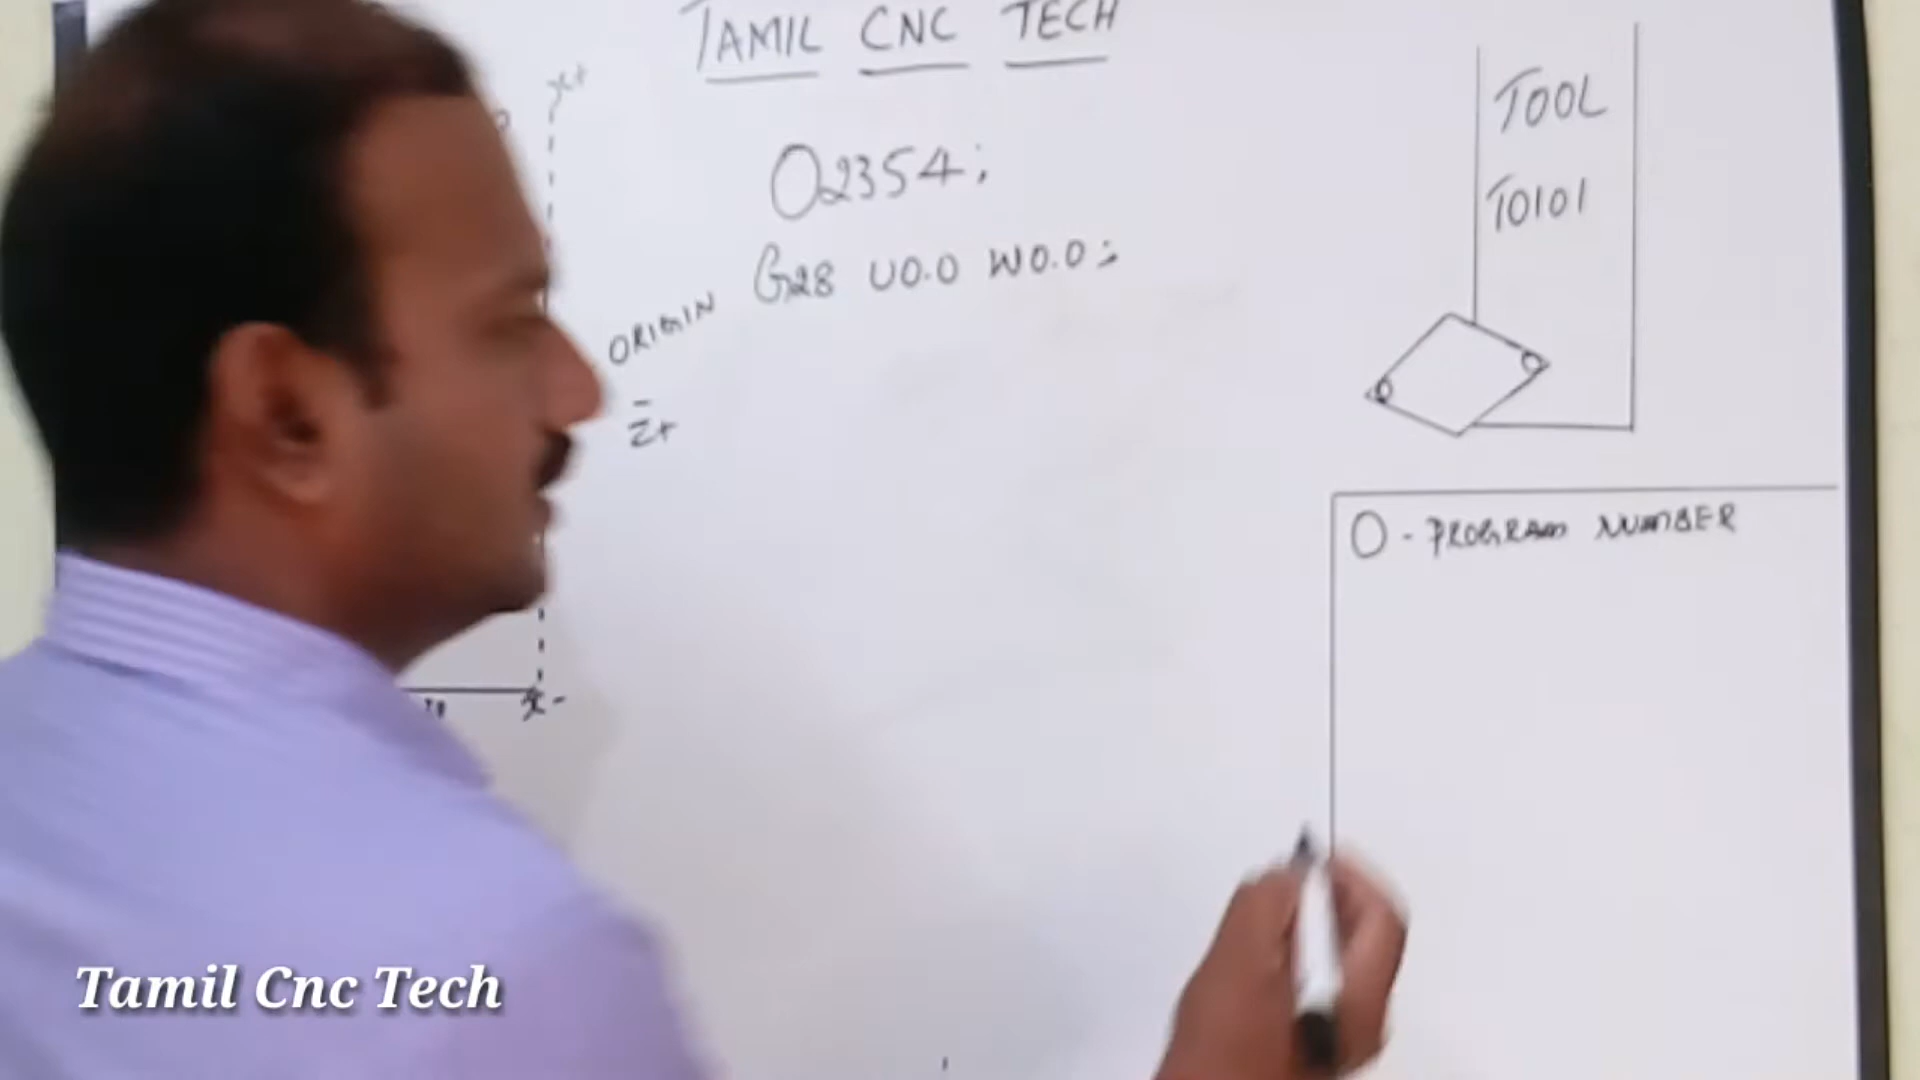 TAMIL CNC TECH
X+
O2354;
G28 U0.0 W0.0;
ORIGIN
-
Z+
X-
TOOL
T0101
O - PROGRAM NUMBER
Tamil Cnc Tech